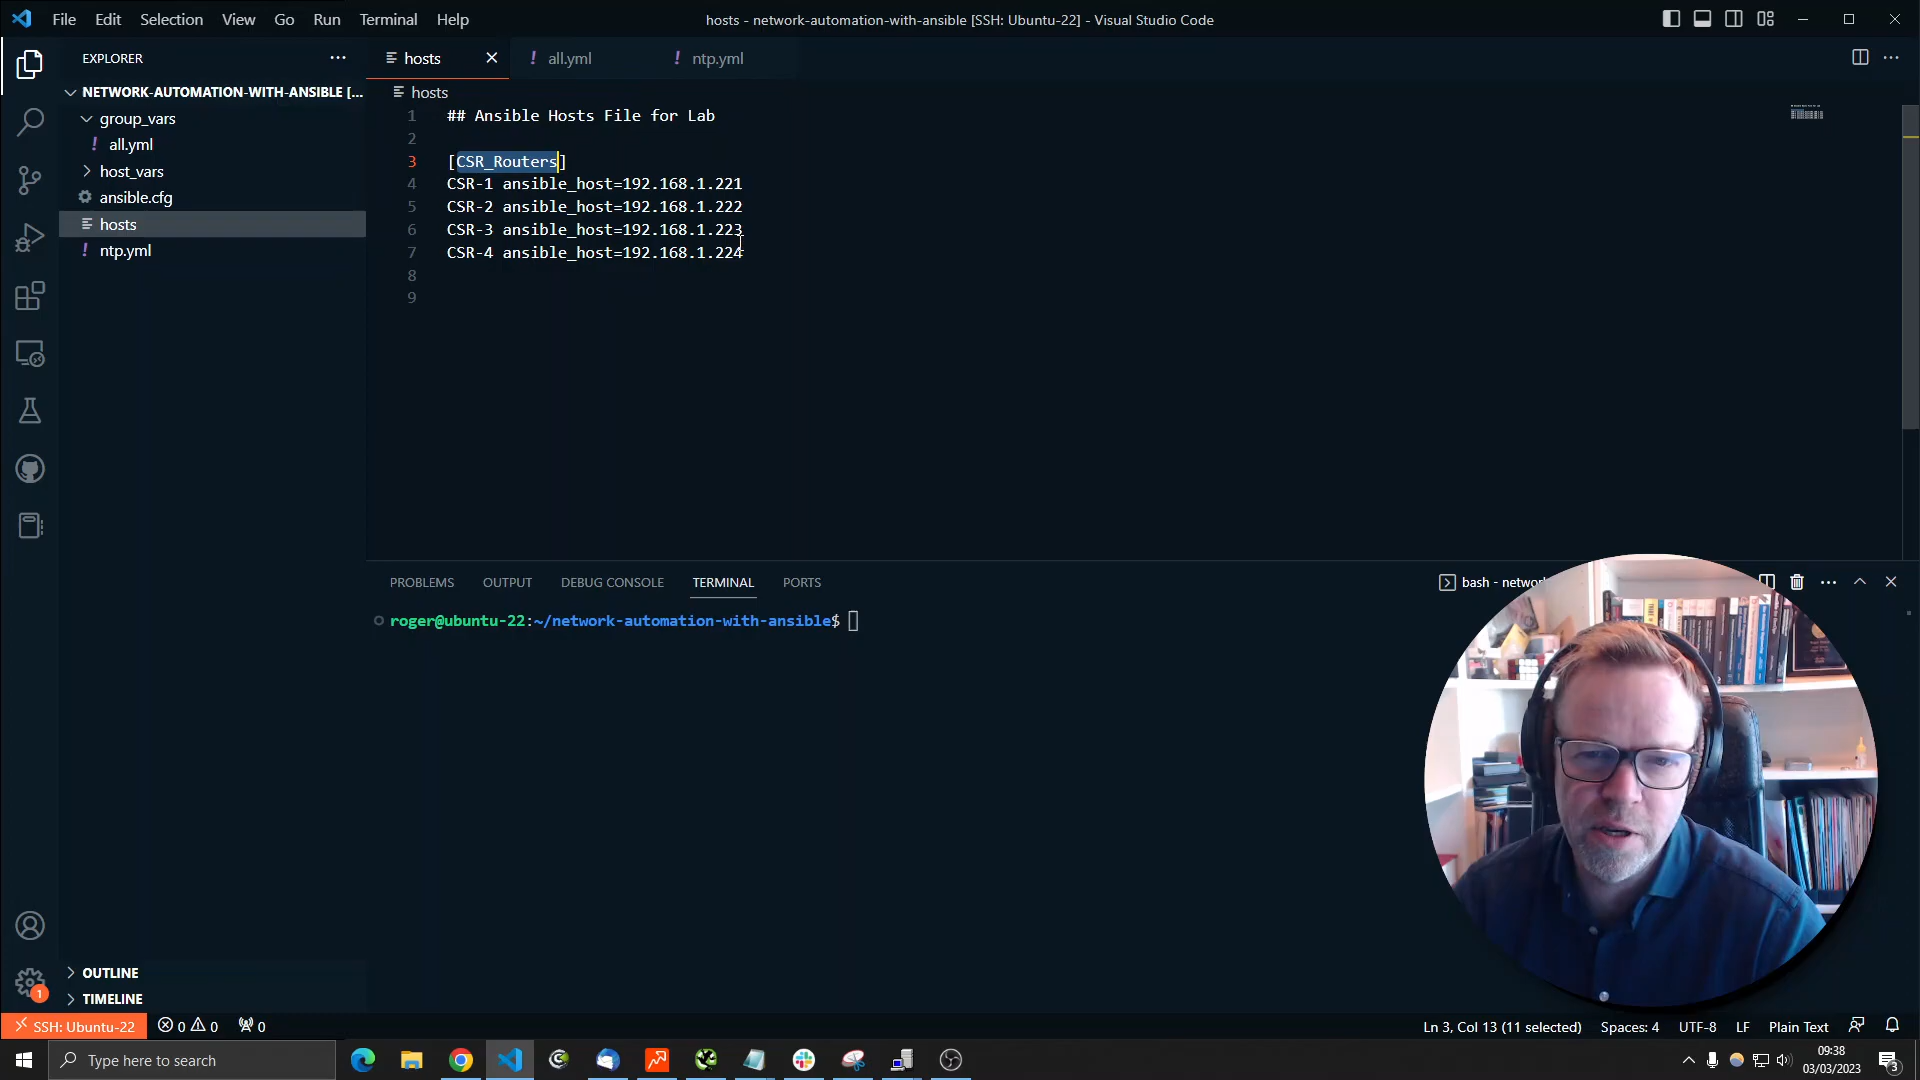 File Edit Selection View Go Run Terminal Help
hosts - network-automation-with-ansible [SSH: Ubuntu-22] - Visual Studio Code
EXPLORER
NETWORK-AUTOMATION-WITH-ANSIBLE [...
group_vars
! all.yml
host_vars
ansible.cfg
hosts
! ntp.yml
OUTLINE
TIMELINE
hosts
! all.yml
! ntp.yml
hosts
1 ## Ansible Hosts File for Lab
2
3 [CSR_Routers]
4 CSR-1 ansible_host=192.168.1.221
5 CSR-2 ansible_host=192.168.1.222
6 CSR-3 ansible_host=192.168.1.223
7 CSR-4 ansible_host=192.168.1.224
8
9
PROBLEMS OUTPUT DEBUG CONSOLE TERMINAL PORTS
bash - netwo
roger@ubuntu-22:~/network-automation-with-ansible$
1
SSH: Ubuntu-22 0 0 0
Ln 3, Col 13 (11 selected) Spaces: 4 UTF-8 LF Plain Text
Type here to search
09:38
03/03/2023
3